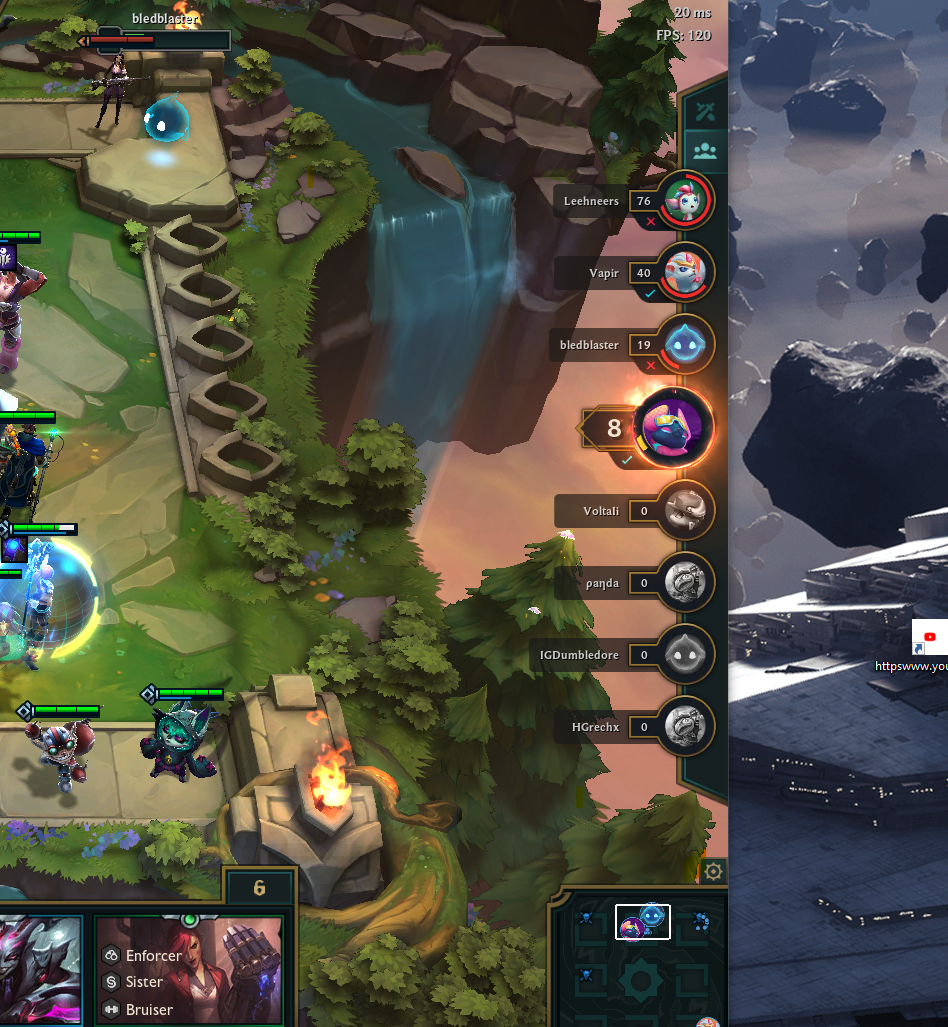 bledblaster
20 ms
FPS: 120
Leehneers 76
Vapir 40
bledblaster 19
8
Voltali 0
panda 0
IGDumbledore 0
HGrechx 0
httpswww.you
6
Enforcer
Sister
Bruiser